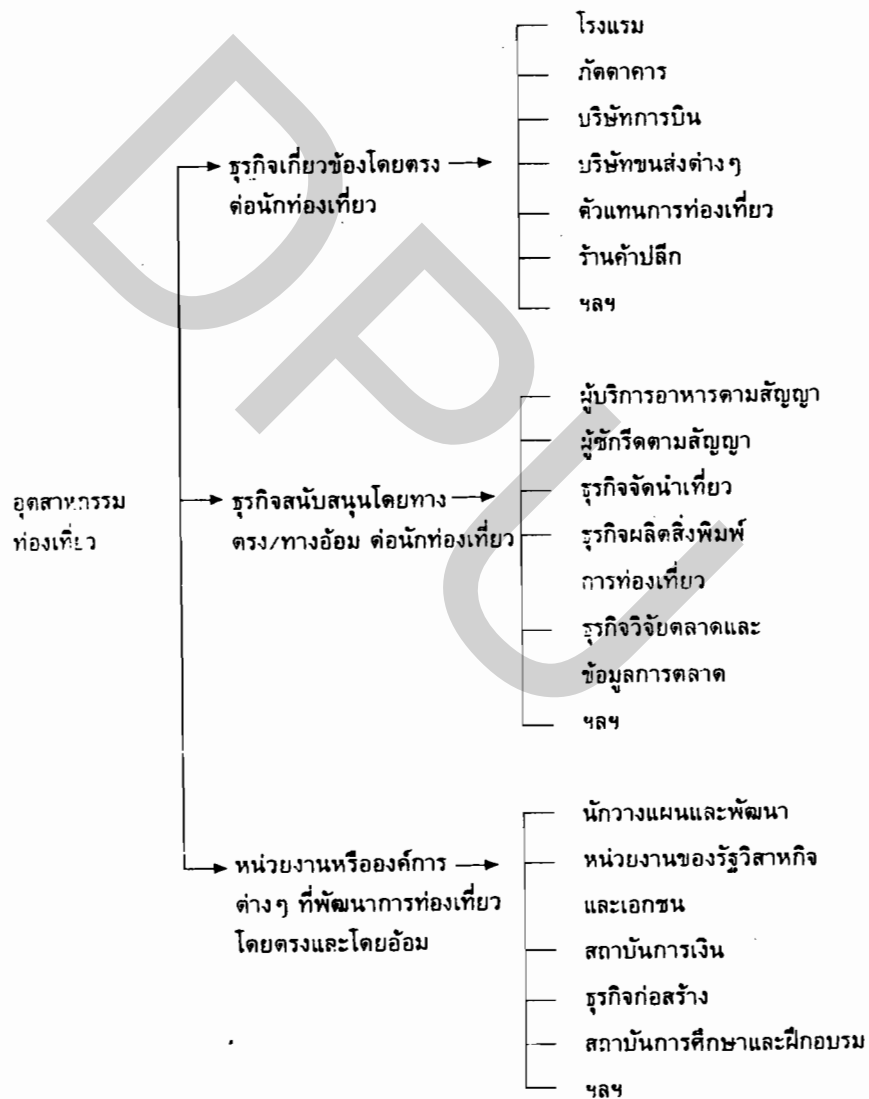 อุตสาหกรรม
ท่องเที่ยว
ธุรกิจเกี่ยวข้องโดยตรง
ต่อนักท่องเที่ยว
โรงแรม
ภัตตาคาร
บริษัทการบิน
บริษัทขนส่งต่างๆ
ตัวแทนการท่องเที่ยว
ร้านค้าปลีก
ฯลฯ
ธุรกิจสนับสนุนโดยทาง
ตรง/ทางอ้อม ต่อนักท่องเที่ยว
ผู้บริการอาหารตามสัญญา
ผู้ซักรีดตามสัญญา
ธุรกิจจัดนำเที่ยว
ธุรกิจผลิตสิ่งพิมพ์
การท่องเที่ยว
ธุรกิจวิจัยตลาดและ
ข้อมูลการตลาด
ฯลฯ
หน่วยงานหรือองค์การ
ต่างๆ ที่พัฒนาการท่องเที่ยว
โดยตรงและโดยอ้อม
นักวางแผนและพัฒนา
หน่วยงานของรัฐวิสาหกิจ
และเอกชน
สถาบันการเงิน
ธุรกิจก่อสร้าง
สถาบันการศึกษาและฝึกอบรม
ฯลฯ
DPU